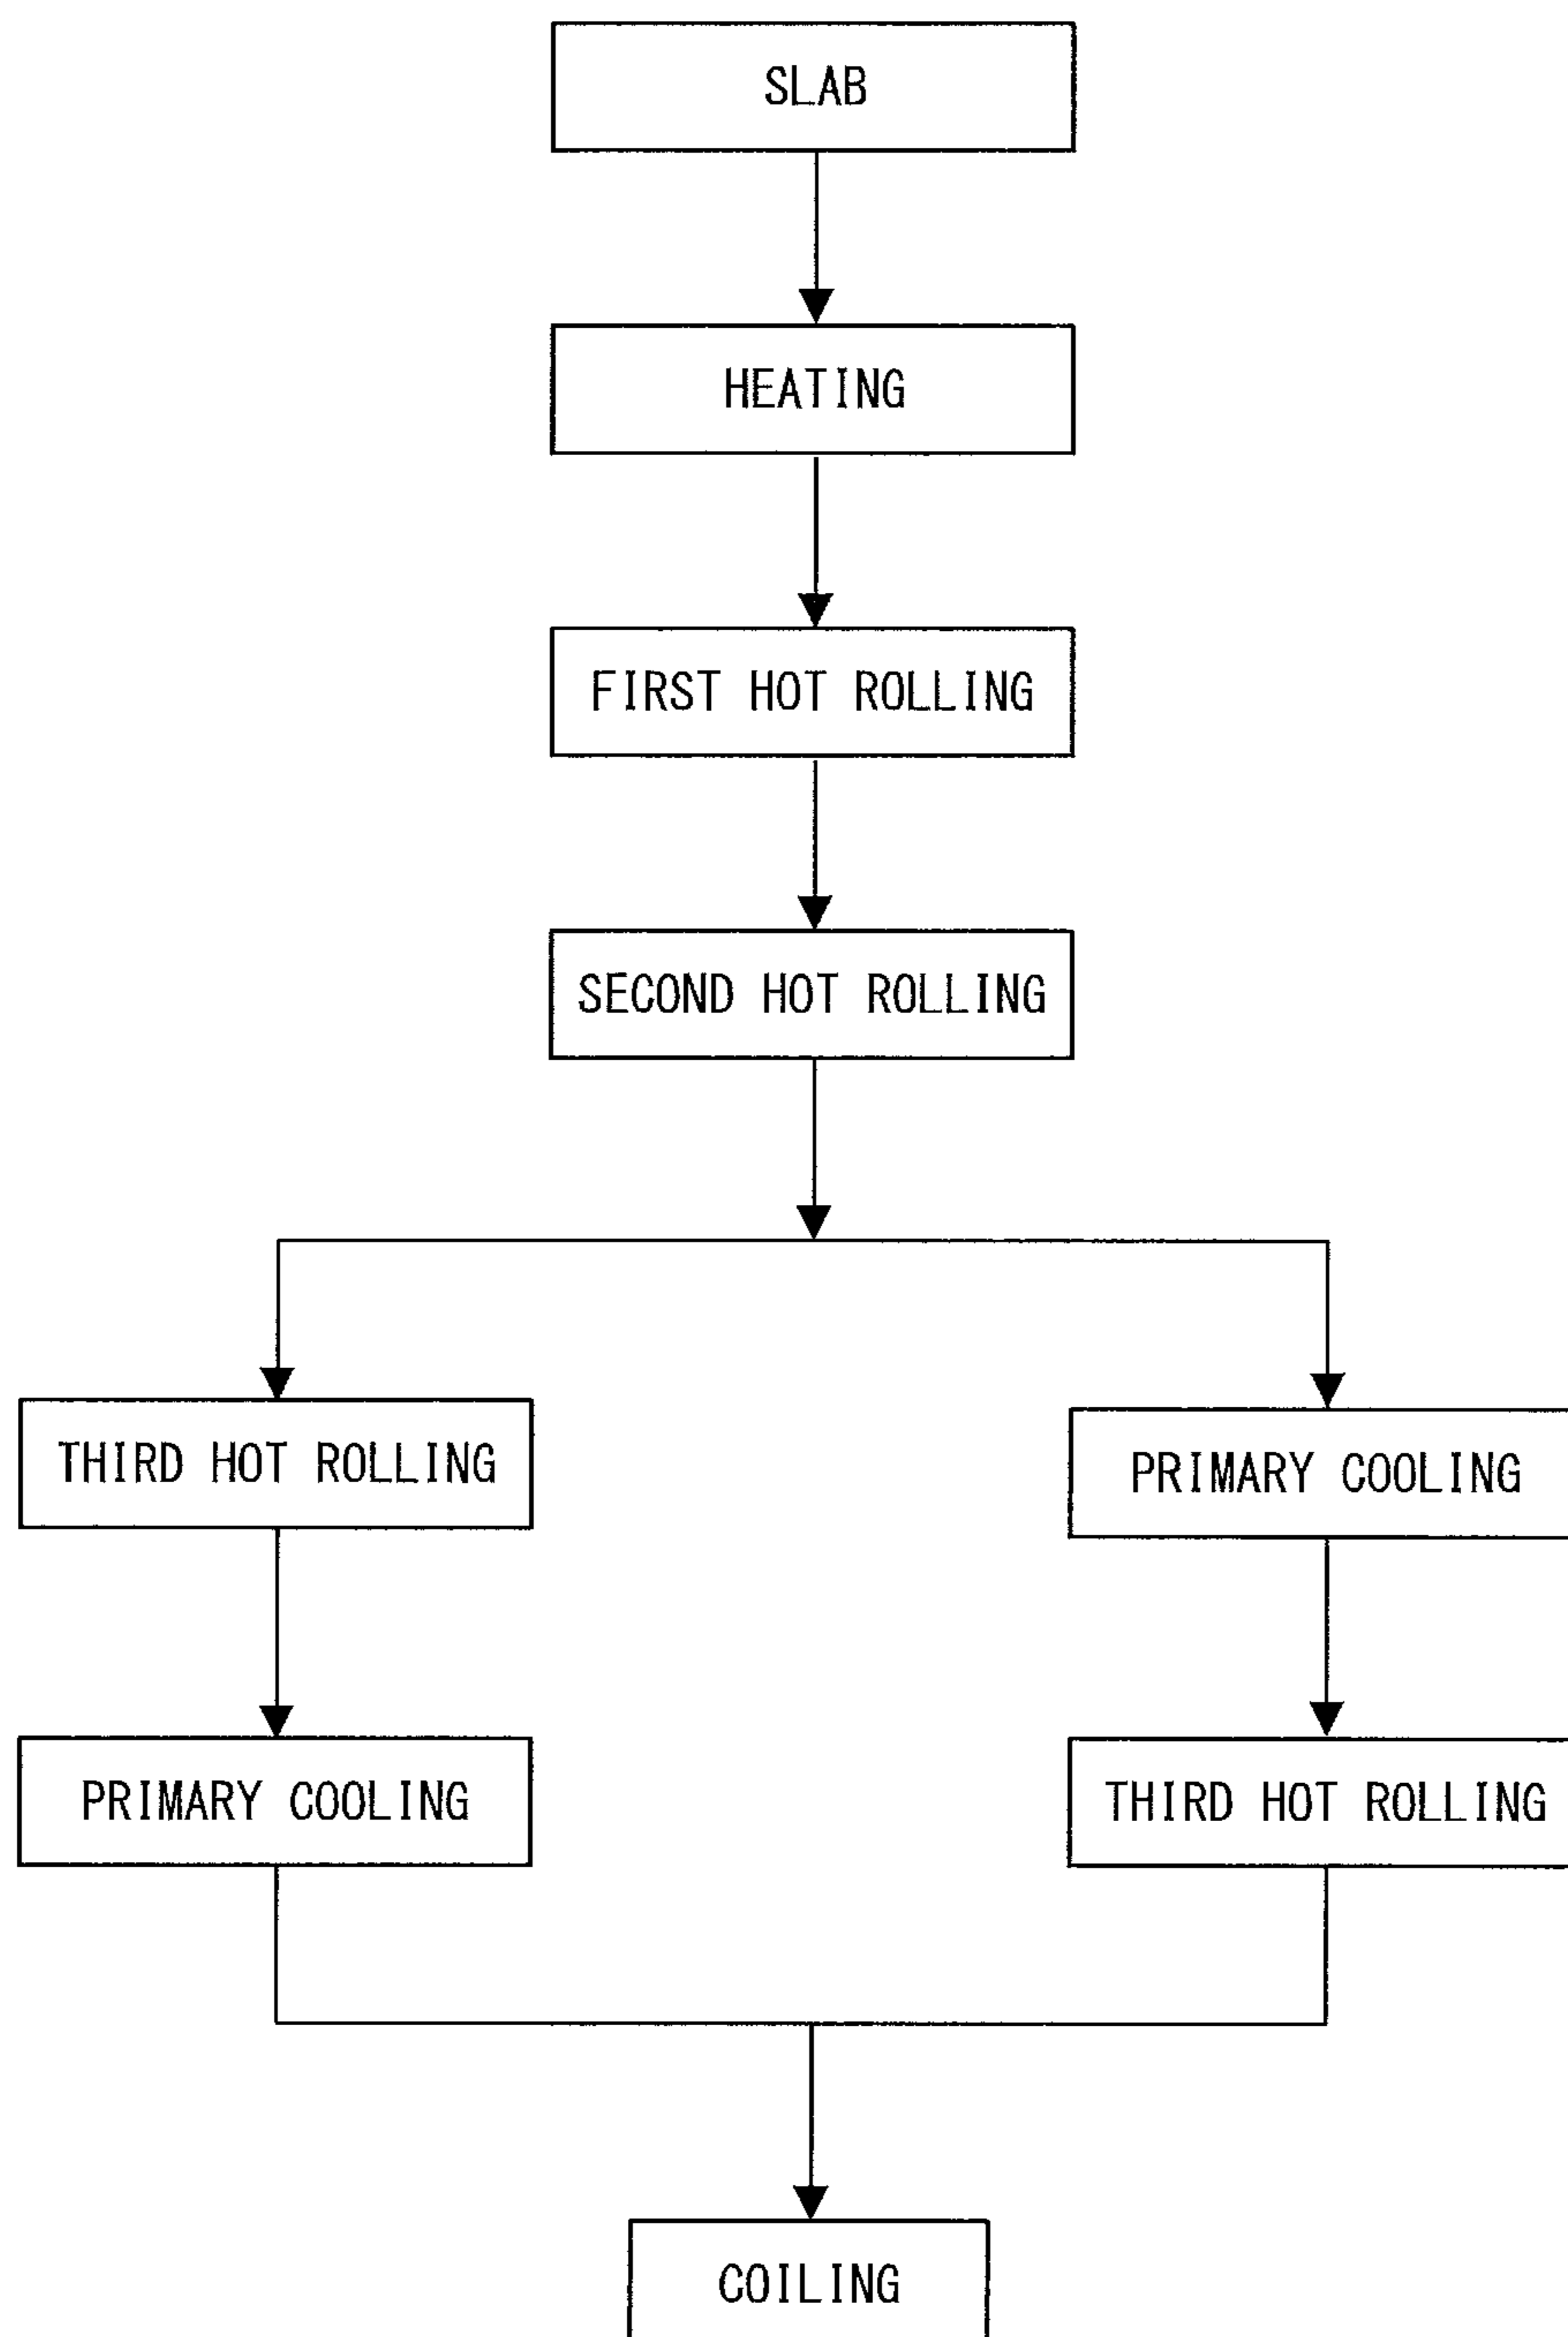 SLAB
HEATING
FIRST HOT ROLLING
SECOND HOT ROLLING
THIRD HOT ROLLING
PRIMARY COOLING
PRIMARY COOLING
THIRD HOT ROLLING
COILING